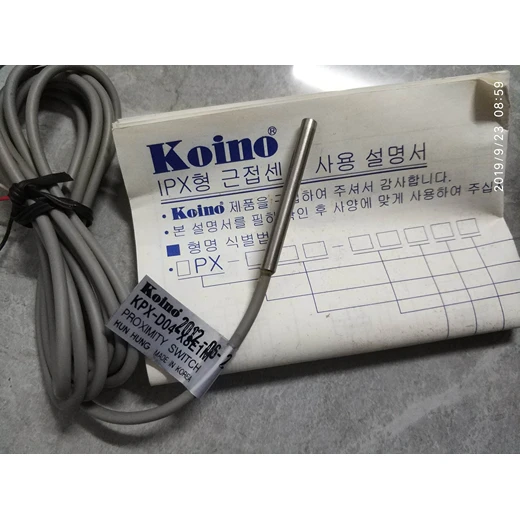 Koino®
IPX형 근접센 사용 설명서
• Koino 제품을 구 하여 주셔서 감사합니다.
• 본 설명서를 필히 인 후 사양에 맞게 사용하여 주십
■ 형명 식별법
• □PX-
Koino
KPX-D04
PROXIMITY SWITCH
HUN HUNG MADE IN KOREA
2019/9/23 08:59